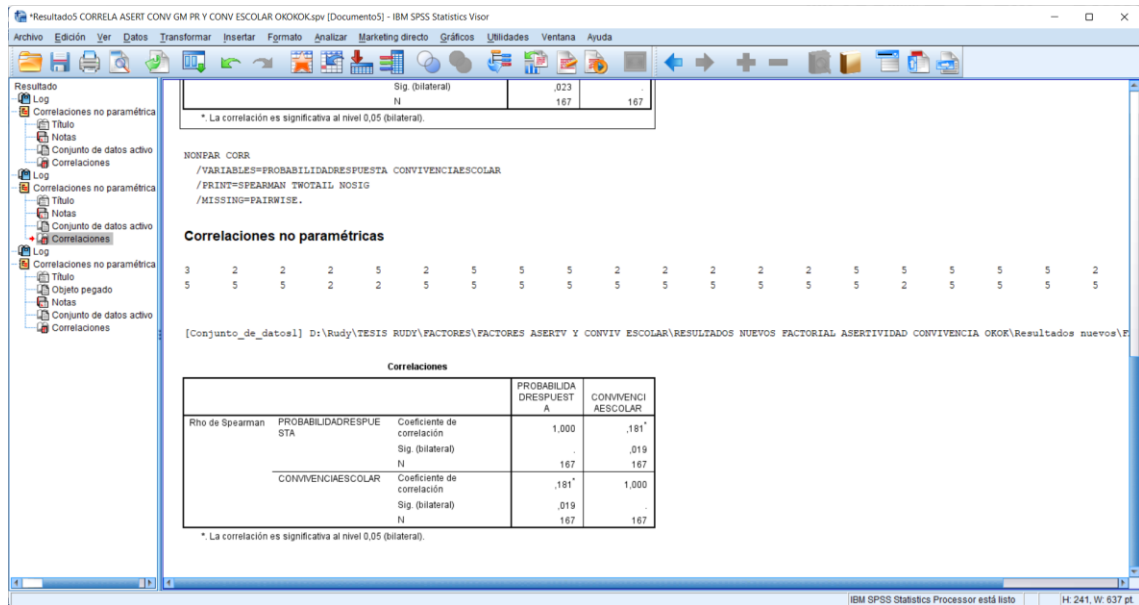 *Resultado5 CORRELA ASERT CONV GM PR Y CONV ESCOLAR OKOKOK.spv [Documento5] - IBM SPSS Statistics Visor
Archivo Edición Ver Datos Transformar Insertar Formato Analizar Marketing directo Gráficos Utilidades Ventana Ayuda
Resultado
Log
Correlaciones no paramétrica
Título
Notas
Conjunto de datos activo
Correlaciones
Log
Correlaciones no paramétrica
Título
Notas
Conjunto de datos activo
Correlaciones
Log
Correlaciones no paramétrica
Título
Objeto pegado
Notas
Conjunto de datos activo
Correlaciones
Sig. (bilateral) ,023 .
N 167 167
*. La correlación es significativa al nivel 0,05 (bilateral).
NONPAR CORR
/VARIABLES=PROBABILIDADRESPUESTA CONVIVENCIAESCOLAR
/PRINT=SPEARMAN TWOTAIL NOSIG
/MISSING=PAIRWISE.
Correlaciones no paramétricas
3 2 2 2 5 2 5 5 5 2 2 2 2 2 5 5 5 5 5 2
5 5 5 2 2 5 5 5 5 5 5 5 5 5 5 2 5 5 5 5
[Conjunto_de_datos1] D:\Rudy\TESIS RUDY\FACTORES\FACTORES ASERTV Y CONVIV ESCOLAR\RESULTADOS NUEVOS FACTORIAL ASERTIVIDAD CONVIVENCIA OKOK\Resultados nuevos\F
Correlaciones
PROBABILIDA
DRESPUEST
A
CONVIVENCI
AESCOLAR
Rho de Spearman PROBABILIDADRESPUE
STA
Coeficiente de
correlación
1,000 ,181*
Sig. (bilateral) . ,019
N 167 167
CONVIVENCIAESCOLAR
Coeficiente de
correlación
,181* 1,000
Sig. (bilateral) ,019 .
N 167 167
*. La correlación es significativa al nivel 0,05 (bilateral).
IBM SPSS Statistics Processor está listo H: 241, W: 637 pt.